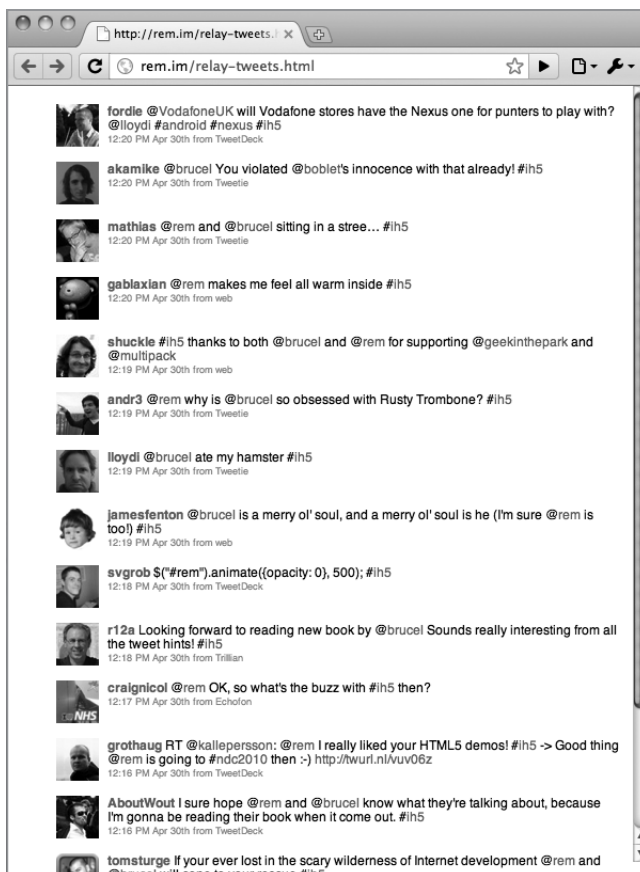 http://rem.im/relay-tweets.
rem.im/relay-tweets.html
fordie @VodafoneUK will Vodafone stores have the Nexus one for punters to play with?
@lloydi #android #nexus #ih5
12:20 PM Apr 30th from TweetDeck
akamike @brucel You violated @boblet's innocence with that already! #ih5
12:20 PM Apr 30th from Tweetie
mathias @rem and @brucel sitting in a stree... #ih5
12:20 PM Apr 30th from Tweetie
gablaxian @rem makes me feel all warm inside #ih5
12:20 PM Apr 30th from web
shuckle #ih5 thanks to both @brucel and @rem for supporting @geekinthepark and
@multipack
12:19 PM Apr 30th from web
andr3 @rem why is @brucel so obsessed with Rusty Trombone? #ih5
12:19 PM Apr 30th from Tweetie
lloydi @brucel ate my hamster #ih5
12:19 PM Apr 30th from Tweetie
jamesfenton @brucel is a merry ol' soul, and a merry ol' soul is he (I'm sure @rem is
too!) #ih5
12:19 PM Apr 30th from web
svgrob $("#rem").animate({opacity: 0}, 500); #ih5
12:18 PM Apr 30th from TweetDeck
r12a Looking forward to reading new book by @brucel Sounds really interesting from all
the tweet hints! #ih5
12:18 PM Apr 30th from Trillian
craignicol @rem OK, so what's the buzz with #ih5 then?
12:17 PM Apr 30th from Echofon
NHS
grothaug RT @kallepersson: @rem I really liked your HTML5 demos! #ih5 -> Good thing
@rem is going to #ndc2010 then :-) http://twurl.nl/vuv06z
12:16 PM Apr 30th from TweetDeck
AboutWout I sure hope @rem and @brucel know what they're talking about, because
I'm gonna be reading their book when it come out. #ih5
12:16 PM Apr 30th from TweetDeck
tomsturge If your ever lost in the scary wilderness of Internet development @rem and